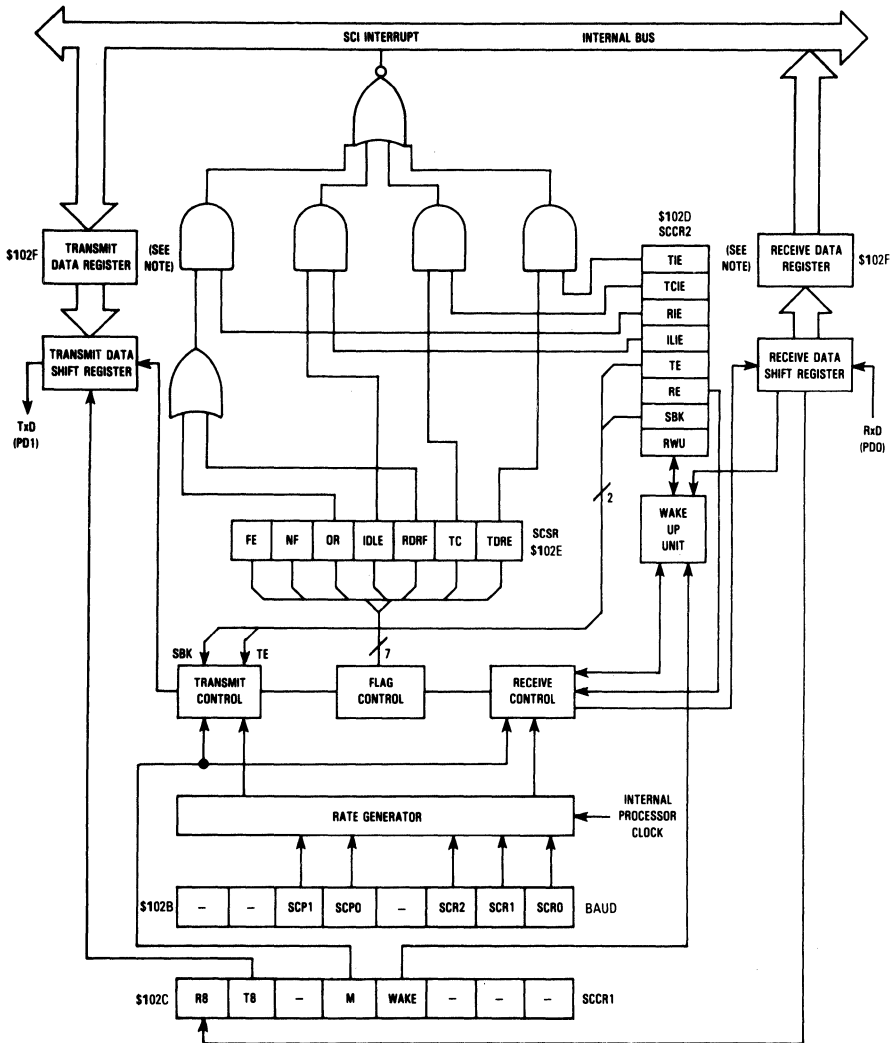 SCI INTERRUPT INTERNAL BUS
$102D
SCCR2
$102F
TRANSMIT
DATA REGISTER
(SEE
NOTE)
TIE
TCIE
RIE
ILIE
TE
RE
SBK
RWU
(SEE
NOTE)
RECEIVE DATA
REGISTER
$102F
TRANSMIT DATA
SHIFT REGISTER
RECEIVE DATA
SHIFT REGISTER
TxD
(PD1)
RxD
(PD0)
2
WAKE
UP
UNIT
FE NF OR IDLE RDRF TC TDRE
SCSR
$102E
SBK TE
7
TRANSMIT
CONTROL
FLAG
CONTROL
RECEIVE
CONTROL
RATE GENERATOR
INTERNAL
PROCESSOR
CLOCK
$102B – – SCP1 SCP0 – SCR2 SCR1 SCR0 BAUD
$102C R8 T8 – M WAKE – – – SCCR1